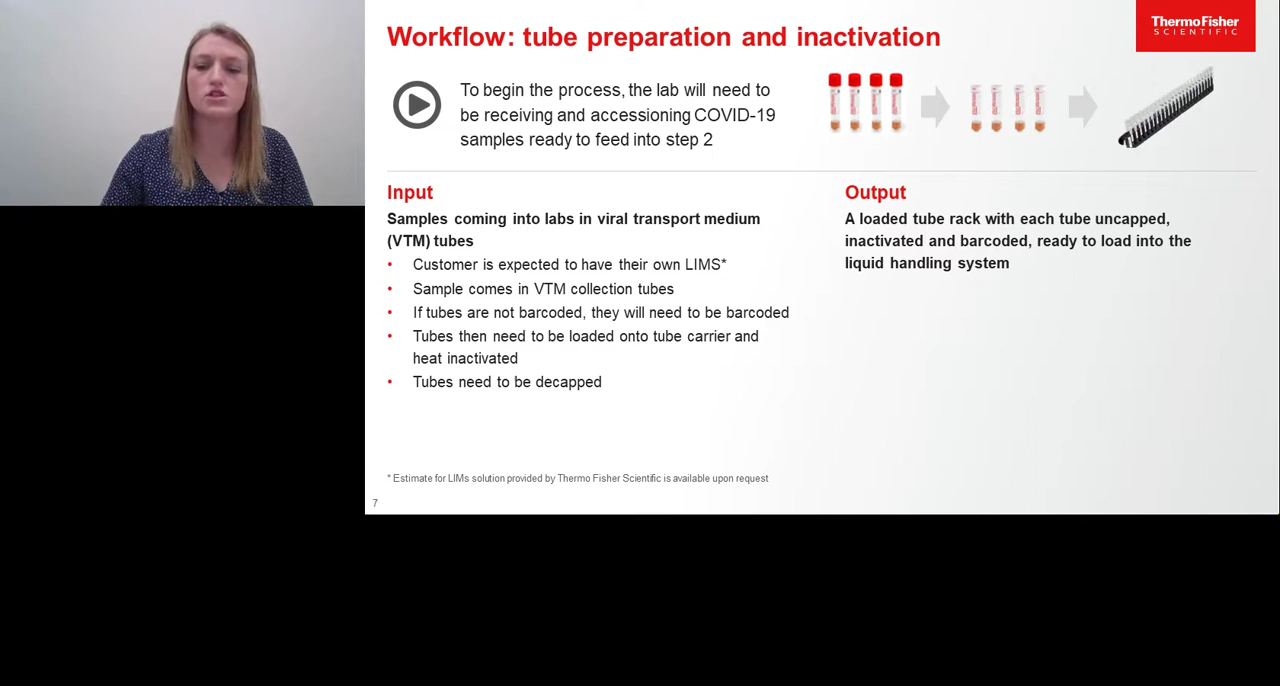 Workflow: tube preparation and inactivation
ThermoFisher
SCIENTIFIC
To begin the process, the lab will need to
be receiving and accessioning COVID-19
samples ready to feed into step 2
Input
Samples coming into labs in viral transport medium
(VTM) tubes
• Customer is expected to have their own LIMS*
• Sample comes in VTM collection tubes
• If tubes are not barcoded, they will need to be barcoded
• Tubes then need to be loaded onto tube carrier and
heat inactivated
• Tubes need to be decapped
Output
A loaded tube rack with each tube uncapped,
inactivated and barcoded, ready to load into the
liquid handling system
* Estimate for LIMs solution provided by Thermo Fisher Scientific is available upon request
7